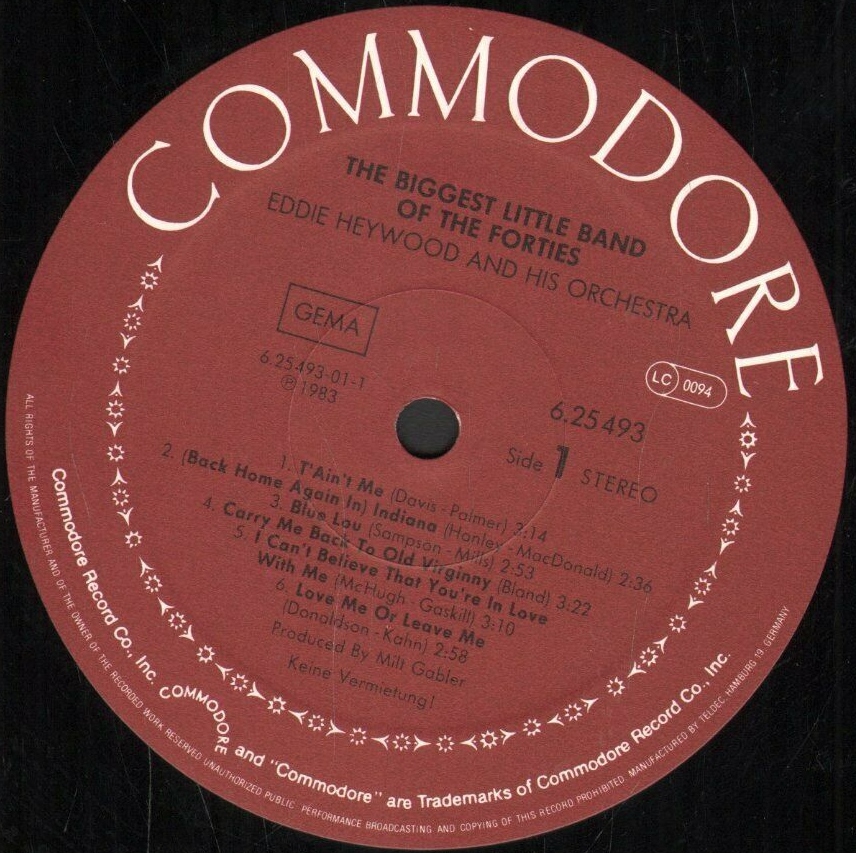 COMMODORE
THE BIGGEST LITTLE BAND
OF THE FORTIES
EDDIE HEYWOOD AND HIS ORCHESTRA
GEMA
6.25493-01-1
℗ 1983
LC 0094
6.25493
Side 1 STEREO
1. T'Ain't Me (Davis - Palmer) 3:14
2. (Back Home Again In) Indiana (Hanley - MacDonald) 2:36
3. Blue Lou (Sampson - Mills) 2:53
4. Carry Me Back To Old Virginny (Bland) 3:22
5. I Can't Believe That You're In Love
With Me (McHugh - Gaskill) 3:10
6. Love Me Or Leave Me
(Donaldson - Kahn) 2:58
Produced By Milt Gabler
Keine Vermietung!
Commodore Record Co., Inc. COMMODORE and "Commodore" are Trademarks of Commodore Record Co., Inc.
ALL RIGHTS OF THE MANUFACTURER AND OF THE OWNER OF THE RECORDED WORK RESERVED UNAUTHORIZED PUBLIC PERFORMANCE BROADCASTING AND COPYING OF THIS RECORD PROHIBITED. MANUFACTURED BY TELDEC, HAMBURG 19. GERMANY